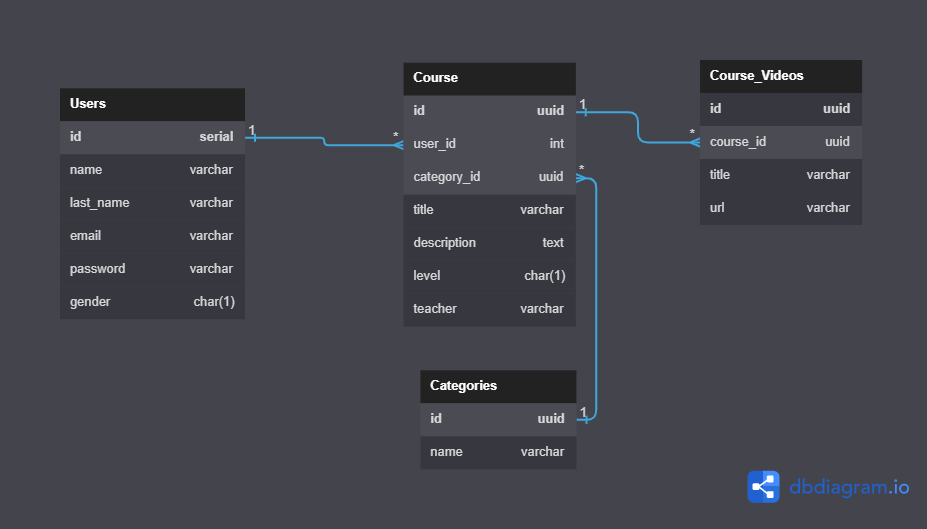 Users
id serial
name varchar
last_name varchar
email varchar
password varchar
gender char(1)
1
*
Course
id uuid
user_id int
category_id uuid
title varchar
description text
level char(1)
teacher varchar
1
*
*
Course_Videos
id uuid
course_id uuid
title varchar
url varchar
Categories
id uuid
name varchar
1
dbdiagram.io